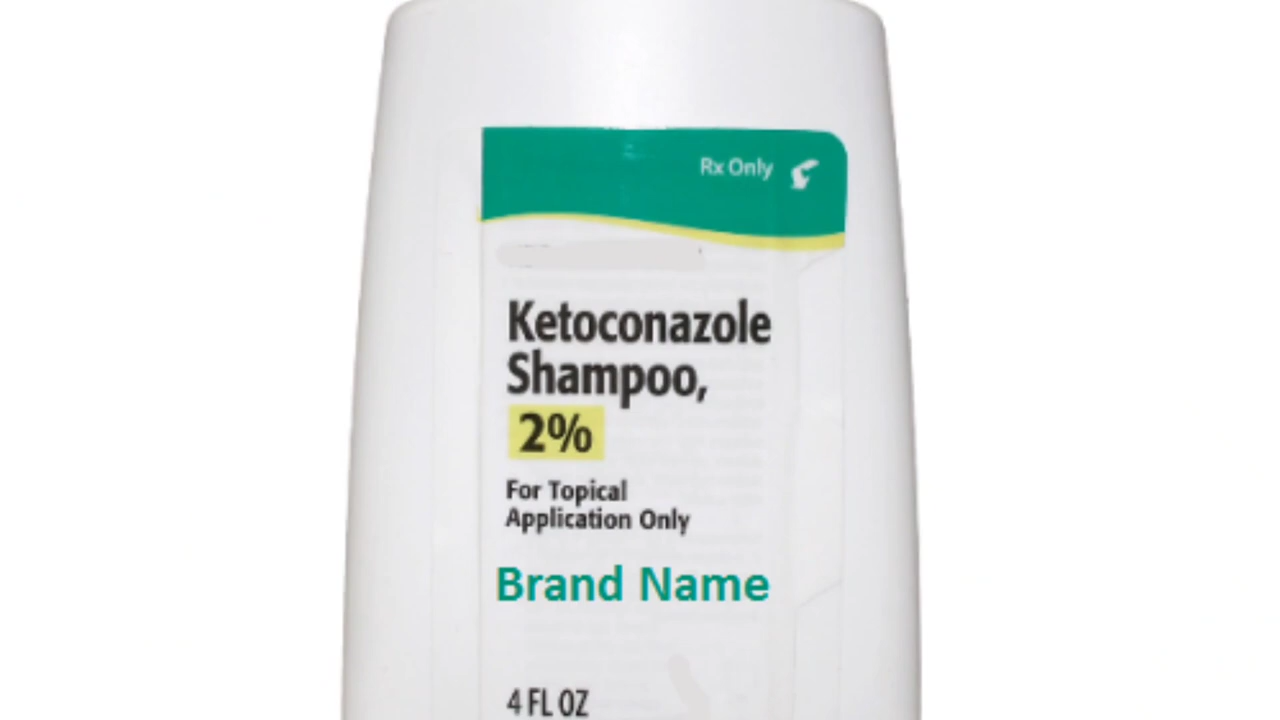 Rx Only
Ketoconazole
Shampoo,
2%
For Topical
Application Only
Brand Name
4 FL OZ